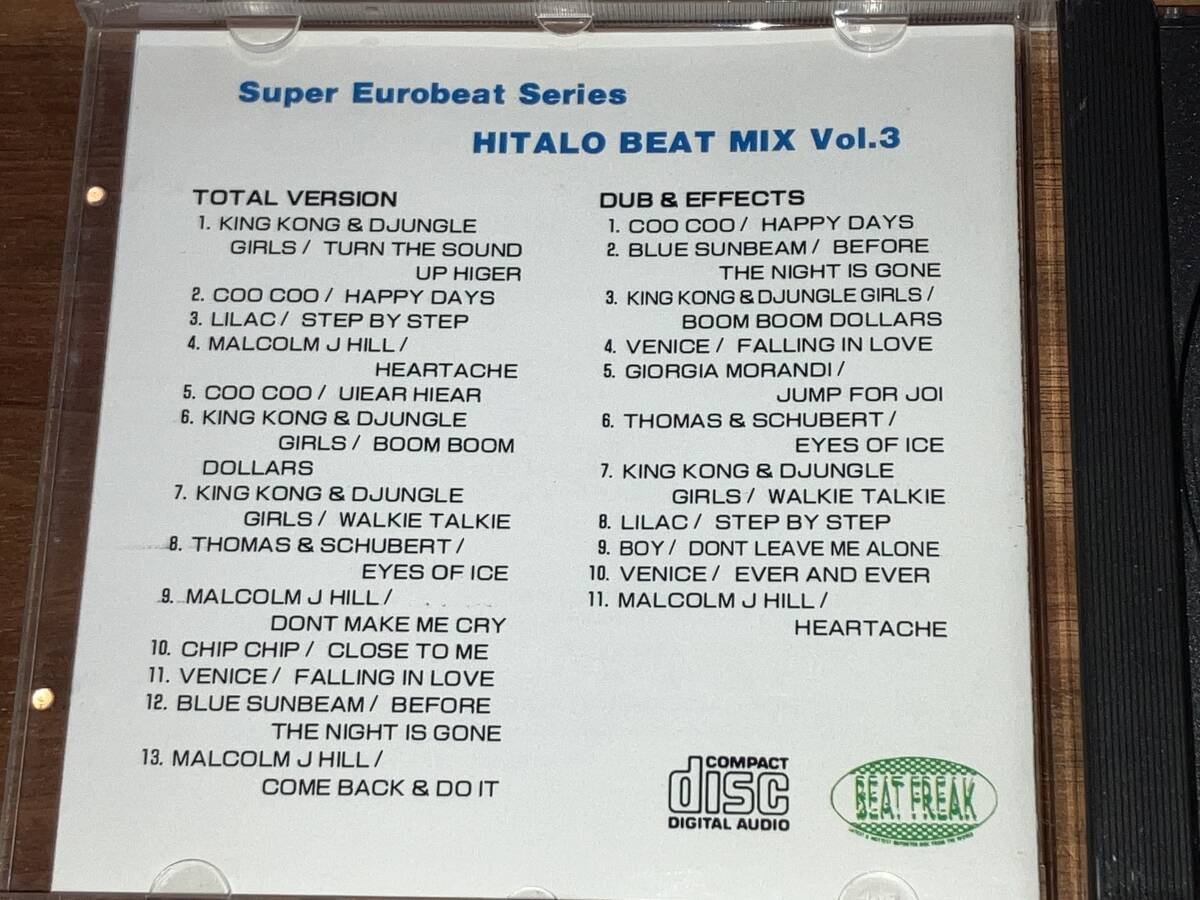 Super Eurobeat Series
HITALO BEAT MIX Vol.3
TOTAL VERSION
1. KING KONG & DJUNGLE
GIRLS / TURN THE SOUND
UP HIGER
2. COO COO / HAPPY DAYS
3. LILAC / STEP BY STEP
4. MALCOLM J HILL /
HEARTACHE
5. COO COO / UIEAR HIEAR
6. KING KONG & DJUNGLE
GIRLS / BOOM BOOM
DOLLARS
7. KING KONG & DJUNGLE
GIRLS / WALKIE TALKIE
8. THOMAS & SCHUBERT /
EYES OF ICE
9. MALCOLM J HILL /
DONT MAKE ME CRY
10. CHIP CHIP / CLOSE TO ME
11. VENICE / FALLING IN LOVE
12. BLUE SUNBEAM / BEFORE
THE NIGHT IS GONE
13. MALCOLM J HILL /
COME BACK & DO IT
DUB & EFFECTS
1. COO COO / HAPPY DAYS
2. BLUE SUNBEAM / BEFORE
THE NIGHT IS GONE
3. KING KONG & DJUNGLE GIRLS /
BOOM BOOM DOLLARS
4. VENICE / FALLING IN LOVE
5. GIORGIA MORANDI /
JUMP FOR JOI
6. THOMAS & SCHUBERT /
EYES OF ICE
7. KING KONG & DJUNGLE
GIRLS / WALKIE TALKIE
8. LILAC / STEP BY STEP
9. BOY / DONT LEAVE ME ALONE
10. VENICE / EVER AND EVER
11. MALCOLM J HILL /
HEARTACHE
COMPACT
disc
DIGITAL AUDIO
BEAT FREAK